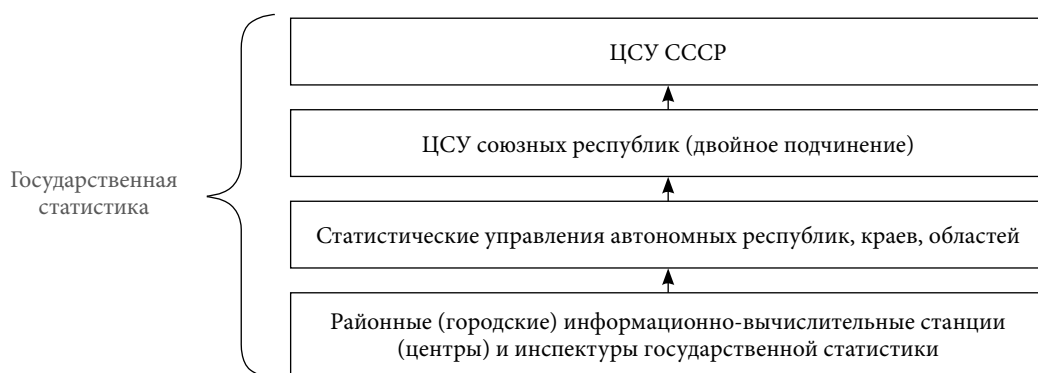 ЦСУ СССР
ЦСУ союзных республик (двойное подчинение)
Государственная
статистика
Статистические управления автономных республик, краев, областей
Районные (городские) информационно-вычислительные станции
(центры) и инспектуры государственной статистики